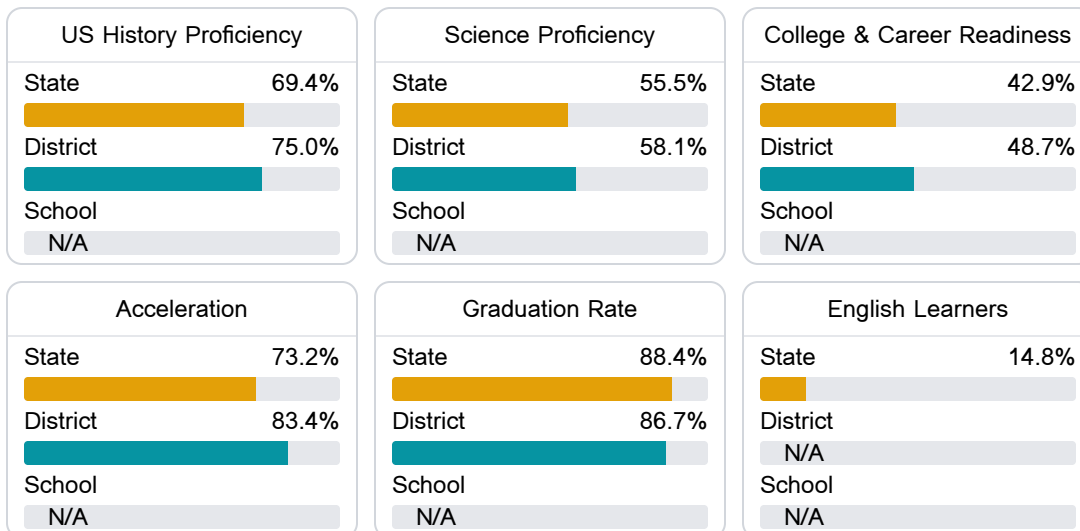 US History Proficiency
State 69.4%
District 75.0%
School
N/A
Science Proficiency
State 55.5%
District 58.1%
School
N/A
College & Career Readiness
State 42.9%
District 48.7%
School
N/A
Acceleration
State 73.2%
District 83.4%
School
N/A
Graduation Rate
State 88.4%
District 86.7%
School
N/A
English Learners
State 14.8%
District
N/A
School
N/A